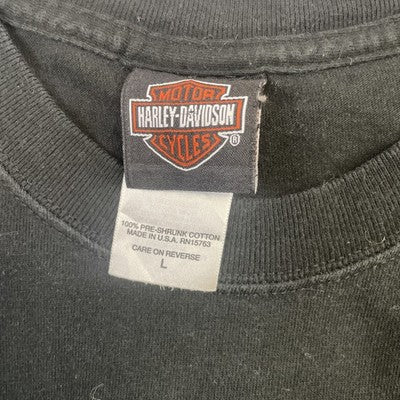 MOTOR
HARLEY-DAVIDSON
CYCLES
®
100% PRE-SHRUNK COTTON
MADE IN U.S.A. RN15763
CARE ON REVERSE
L